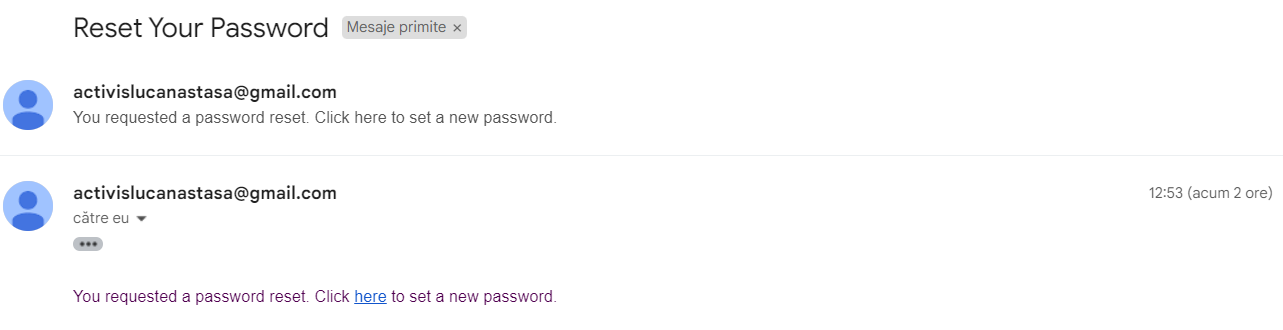 Reset Your Password Mesaje primite ×
activislucanastasa@gmail.com
You requested a password reset. Click here to set a new password.
activislucanastasa@gmail.com 12:53 (acum 2 ore)
către eu
You requested a password reset. Click here to set a new password.